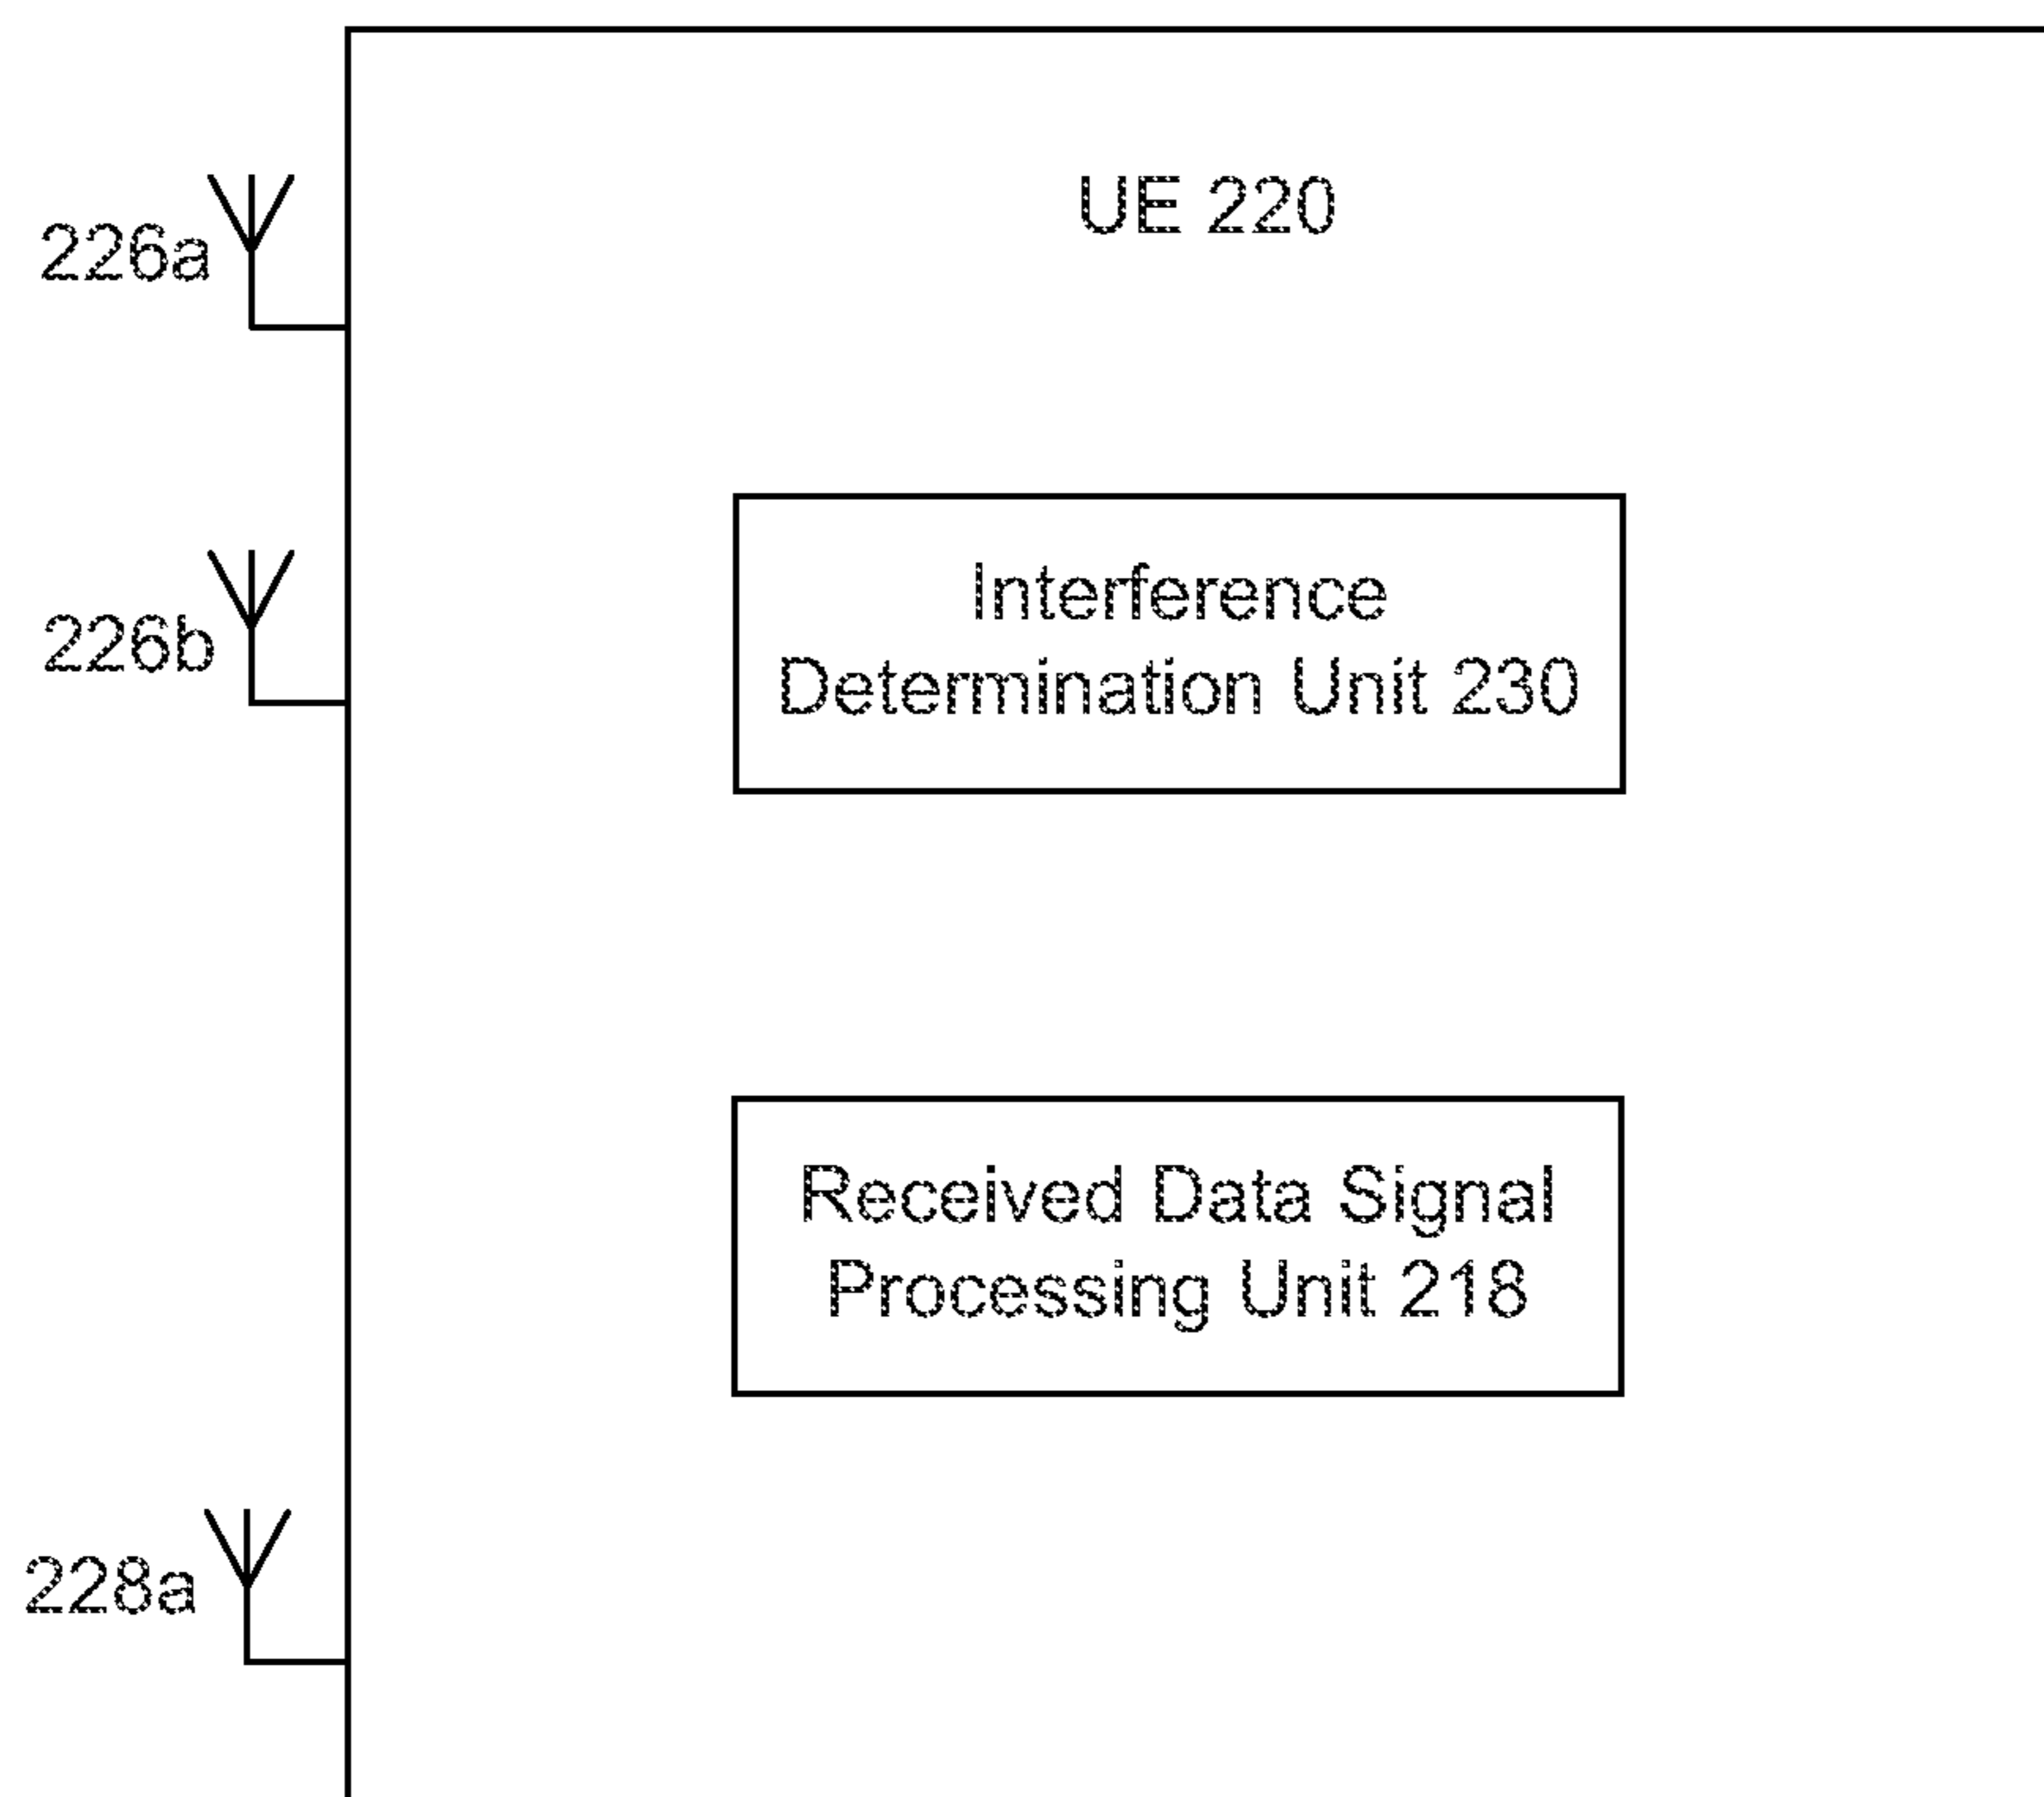 UE 220
226a
226b
Interference
Determination Unit 230
Received Data Signal
Processing Unit 218
228a